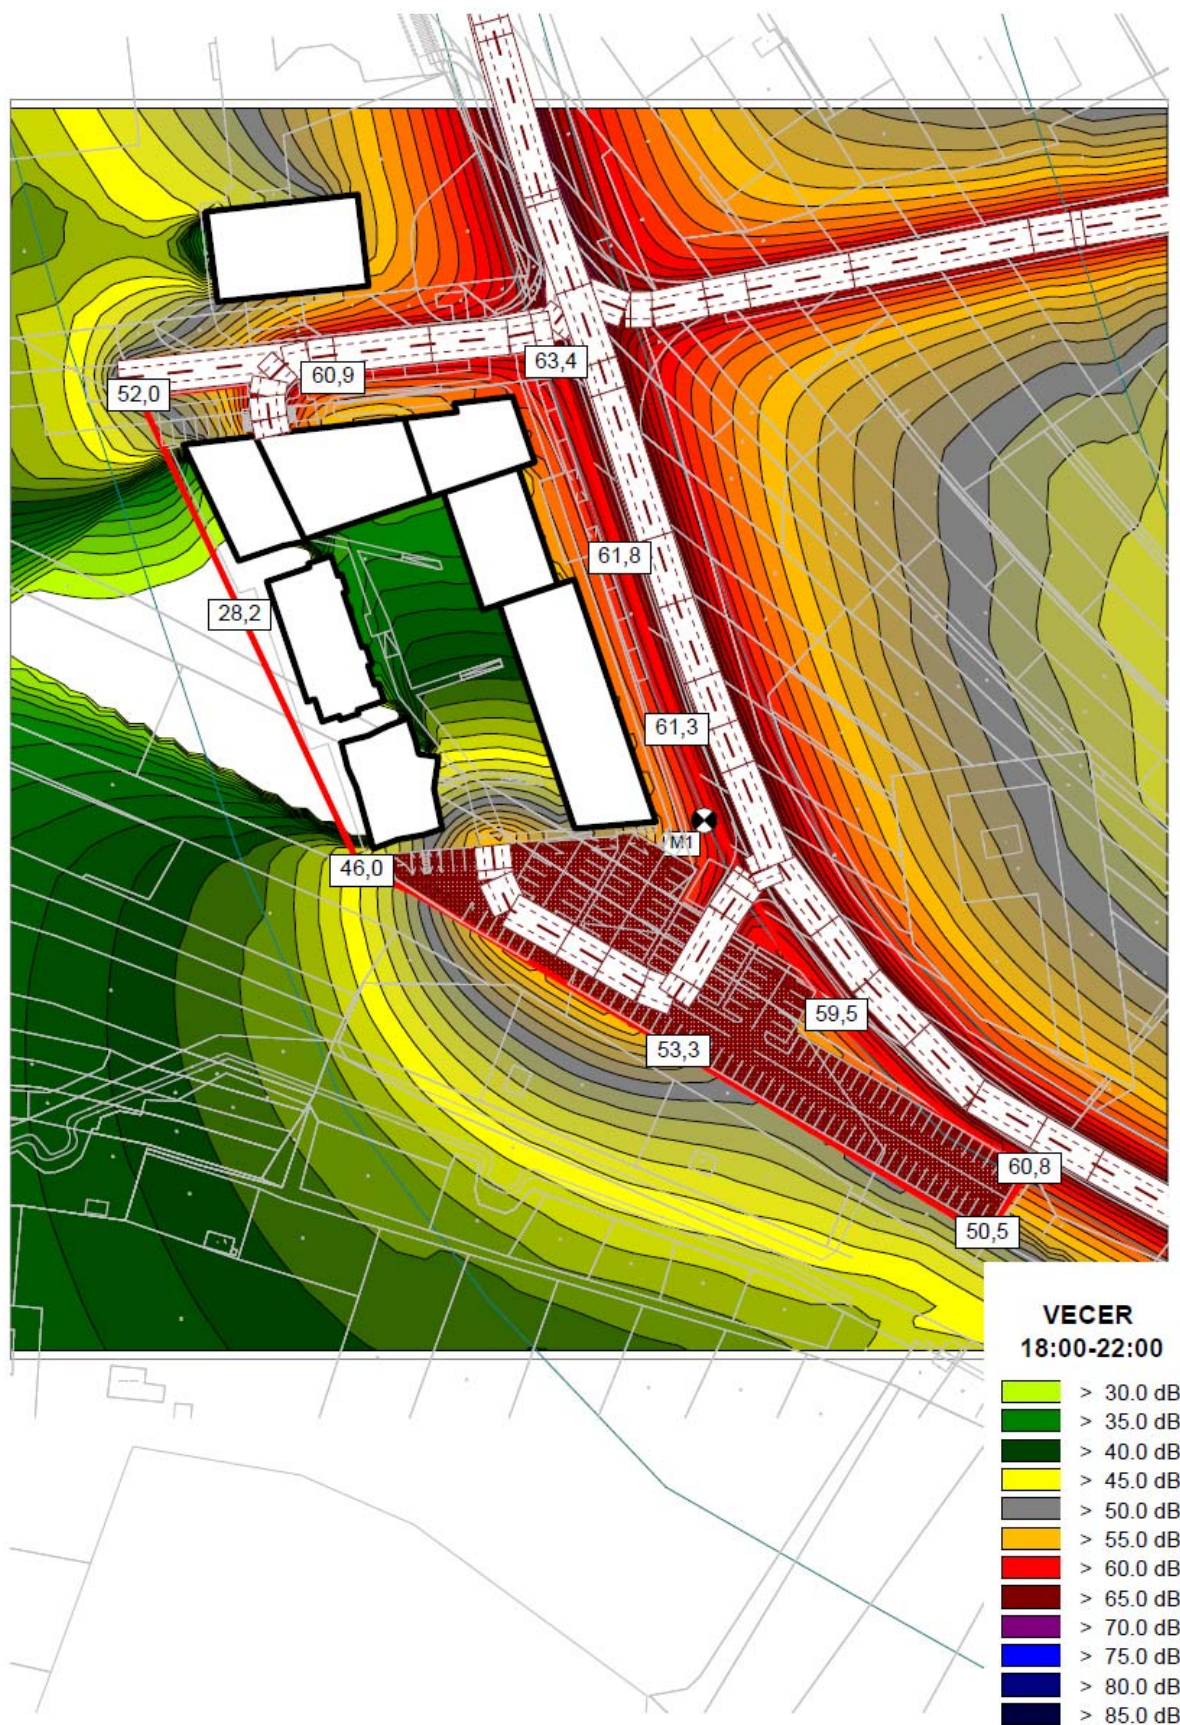 63,4
60,9
52,0
61,8
28,2
61,3
M1
46,0
59,5
53,3
60,8
50,5
VECER
18:00-22:00
> 30.0 dB
> 35.0 dB
> 40.0 dB
> 45.0 dB
> 50.0 dB
> 55.0 dB
> 60.0 dB
> 65.0 dB
> 70.0 dB
> 75.0 dB
> 80.0 dB
> 85.0 dB